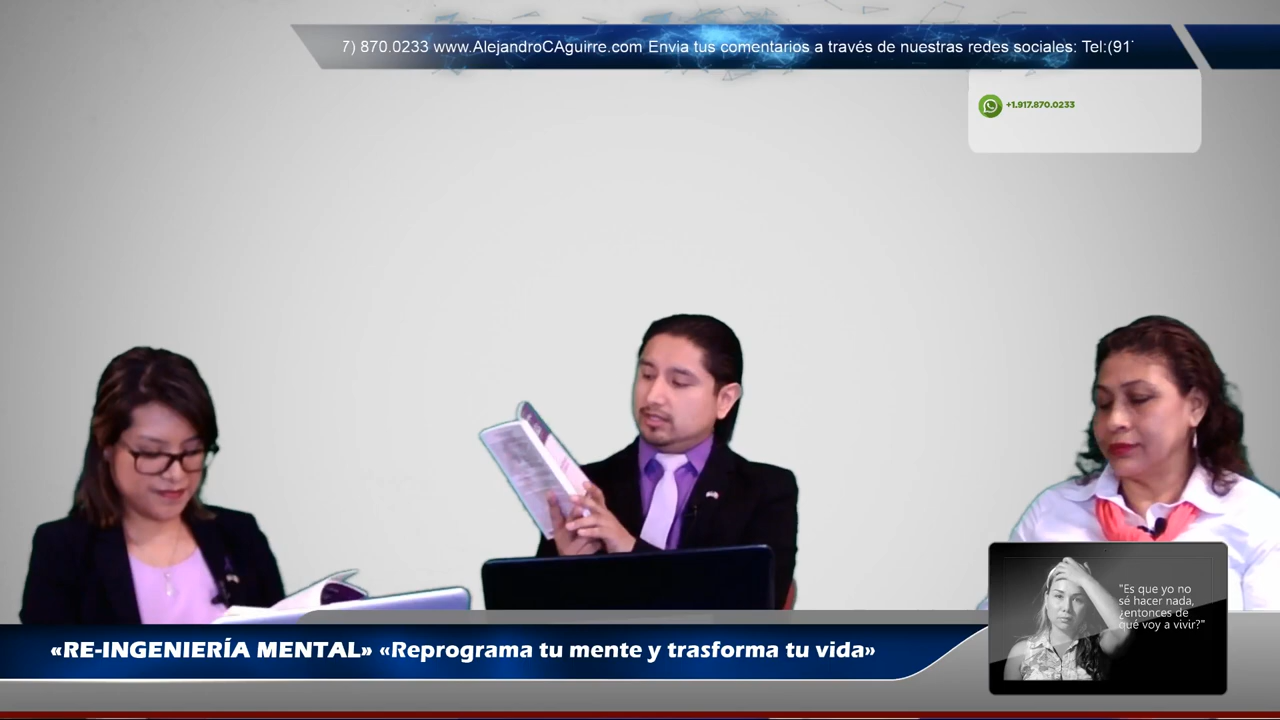 7) 870.0233 www.AlejandroCAguirre.com Envia tus comentarios a través de nuestras redes sociales: Tel:(91
+1.917.870.0233
"Es que yo no
sé hacer nada,
¿entonces de
qué voy a vivir?"
«RE-INGENIERÍA MENTAL» «Reprograma tu mente y trasforma tu vida»